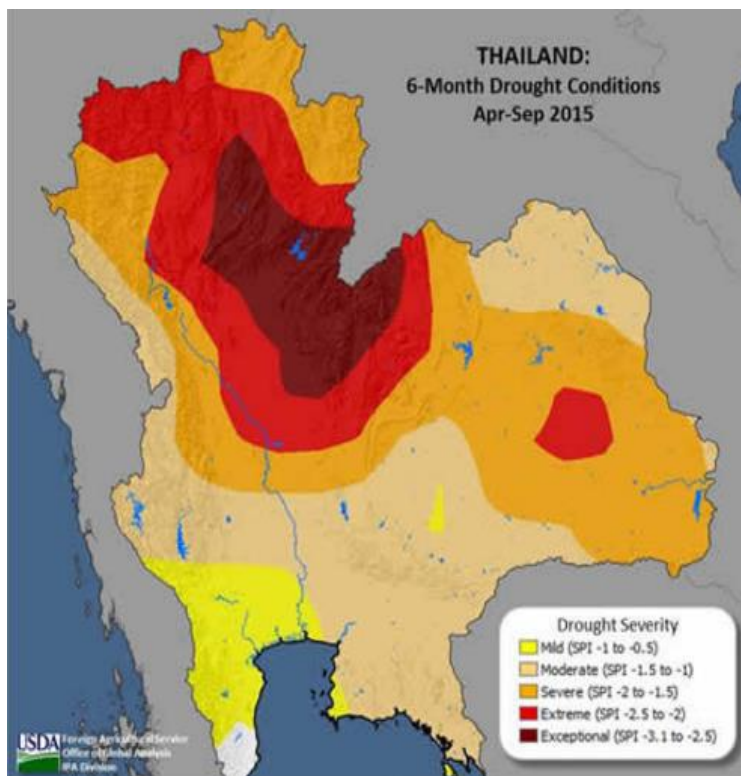 THAILAND:
6-Month Drought Conditions
Apr-Sep 2015
Drought Severity
Mild (SPI -1 to -0.5)
Moderate (SPI -1.5 to -1)
Severe (SPI -2 to -1.5)
Extreme (SPI -2.5 to -2)
Exceptional (SPI -3.1 to -2.5)
USDA
Foreign Agricultural Service
Office of Global Analysis
IPA Division